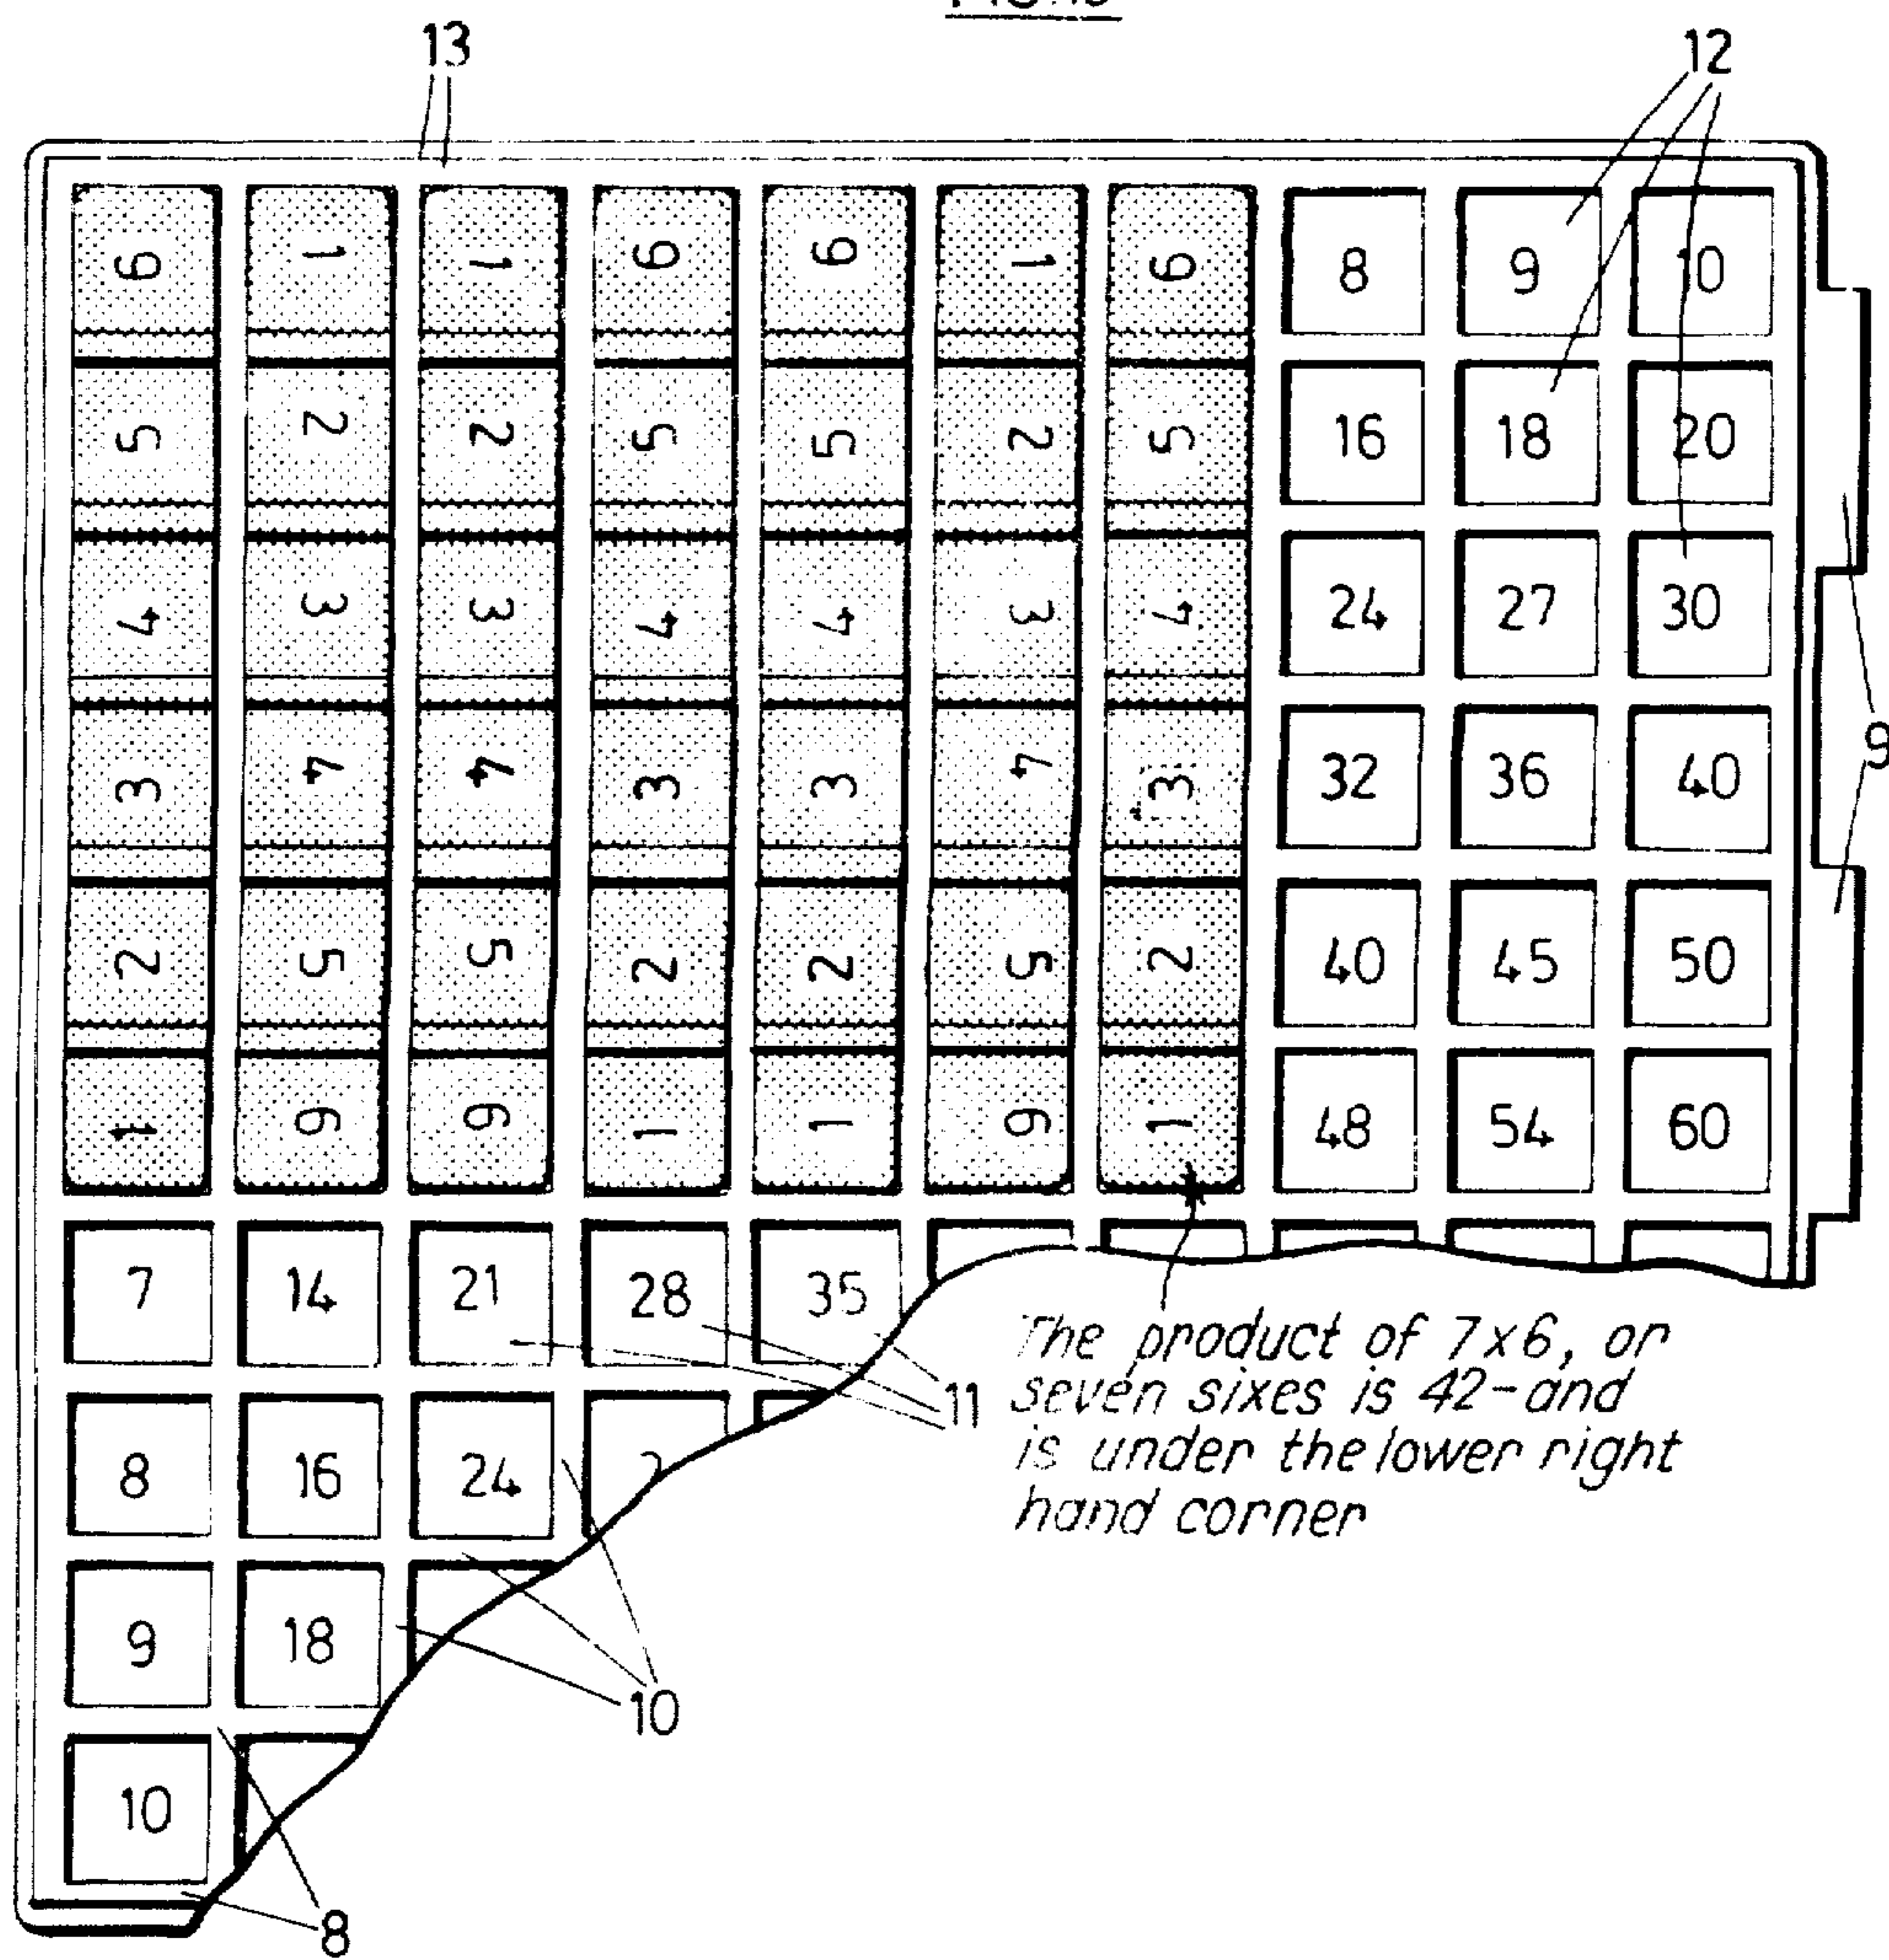 13
12
6 1 1 6 6 1 6 8 9 10
5 2 2 5 5 2 5 16 18 20
4 3 3 4 4 3 4 24 27 30
3 4 4 3 3 4 3 32 36 40
9
2 5 5 2 2 5 2 40 45 50
1 6 6 1 1 6 1 48 54 60
7 14 21 28 35
The product of 7x6, or
seven sixes is 42-and
is under the lower right
hand corner
11
8 16 24
9 18
10
10
8